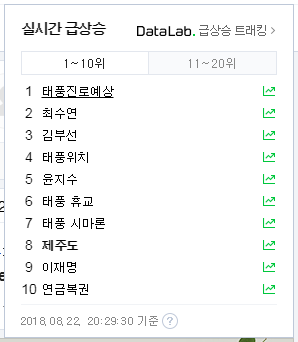 실시간 급상승 DataLab. 급상승 트래킹 >
1~10위 11~20위
1 태풍진로예상
2 최수연
3 김부선
4 태풍위치
5 윤지수
6 태풍 휴교
7 태풍 시마론
8 제주도
9 이재명
10 연금복권
2018.08.22. 20:29:30 기준 ?